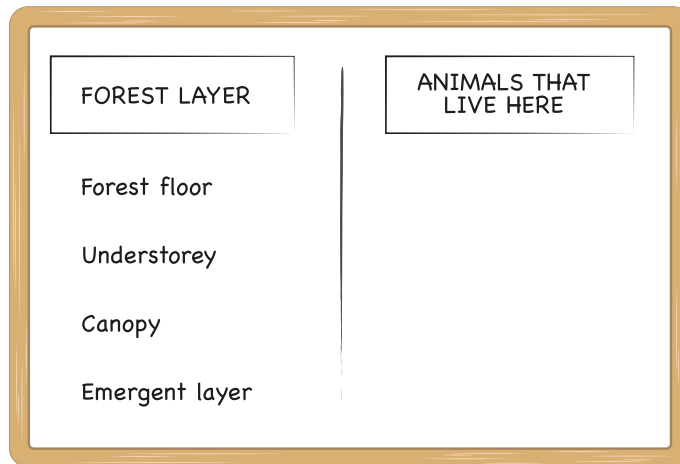 FOREST LAYER
ANIMALS THAT
LIVE HERE
Forest floor
Understorey
Canopy
Emergent layer